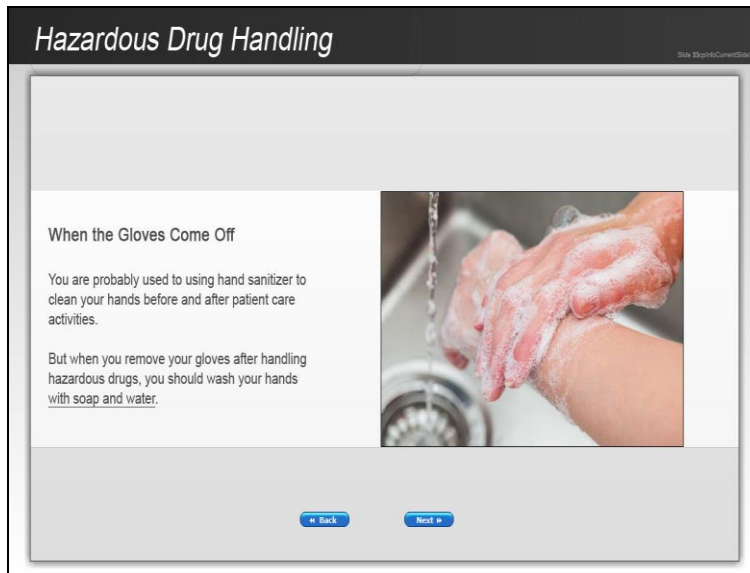 Hazardous Drug Handling
Slide $$cpInfoCurrentSlide
When the Gloves Come Off
You are probably used to using hand sanitizer to
clean your hands before and after patient care
activities.
But when you remove your gloves after handling
hazardous drugs, you should wash your hands
with soap and water.
Back
Next